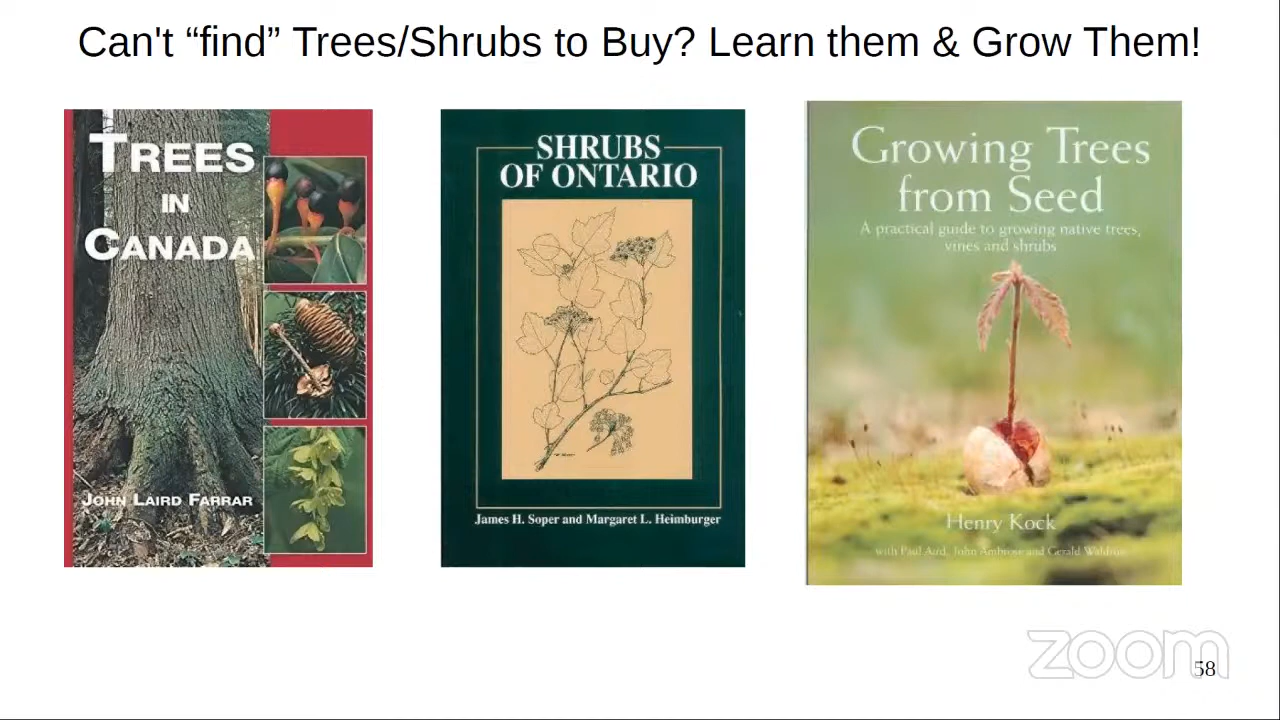 Can't “find” Trees/Shrubs to Buy? Learn them & Grow Them!
TREES
IN
CANADA
JOHN LAIRD FARRAR
SHRUBS
OF ONTARIO
James H. Soper and Margaret L. Heimburger
Growing Trees
from Seed
A practical guide to growing native trees,
vines and shrubs
Henry Kock
with Paul Aird, John Ambrose and Gerald Waldron
zoom
58